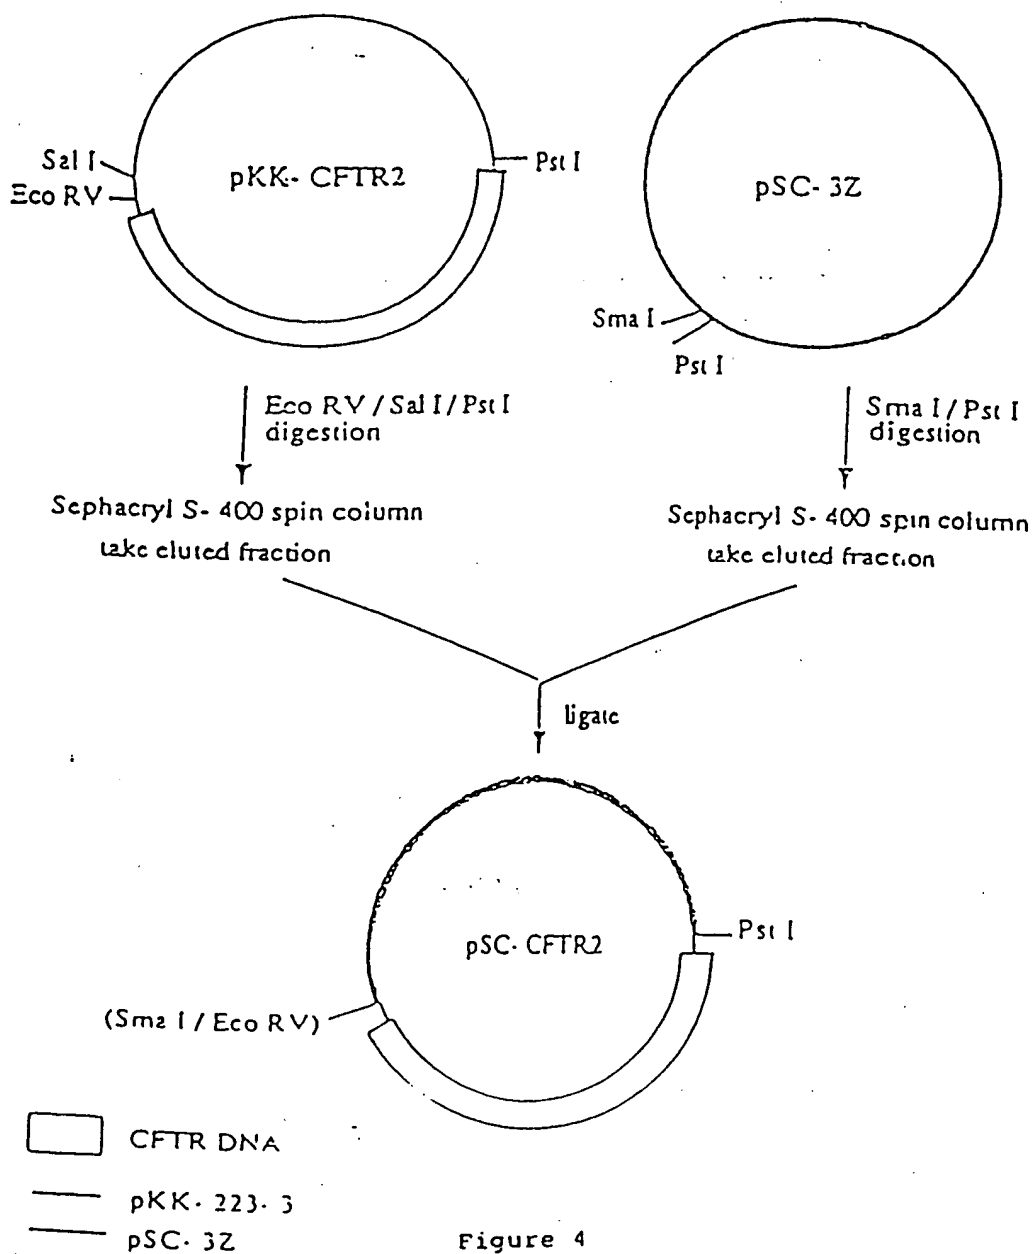 Sal I
Eco RV
pKK- CFTR2
Pst I
pSC- 3Z
Sma I
Pst I
Eco RV / Sal I / Pst I
digestion
Sma I / Pst I
digestion
Sephacryl S- 400 spin column
take eluted fraction
Sephacryl S- 400 spin column
take eluted fraction
ligate
pSC- CFTR2
Pst I
(Sma I / Eco RV)
CFTR DNA
pKK- 223- 3
pSC- 3Z
Figure 4